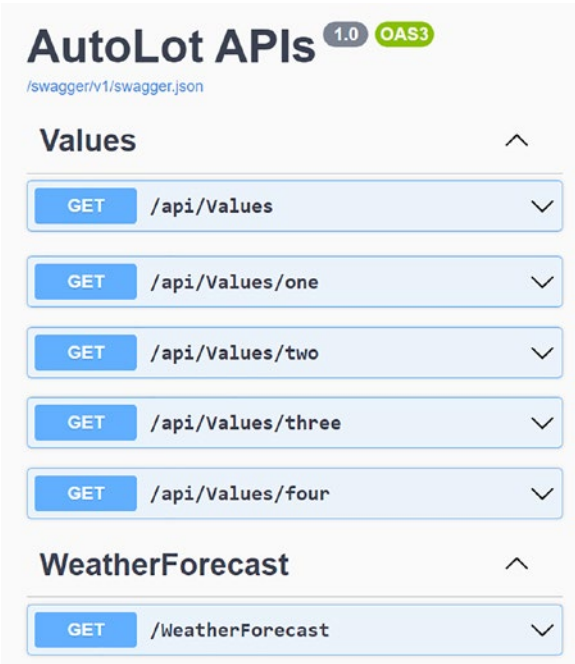 AutoLot APIs 1.0 OAS3
/swagger/v1/swagger.json
Values
GET /api/Values
GET /api/Values/one
GET /api/Values/two
GET /api/Values/three
GET /api/Values/four
WeatherForecast
GET /WeatherForecast